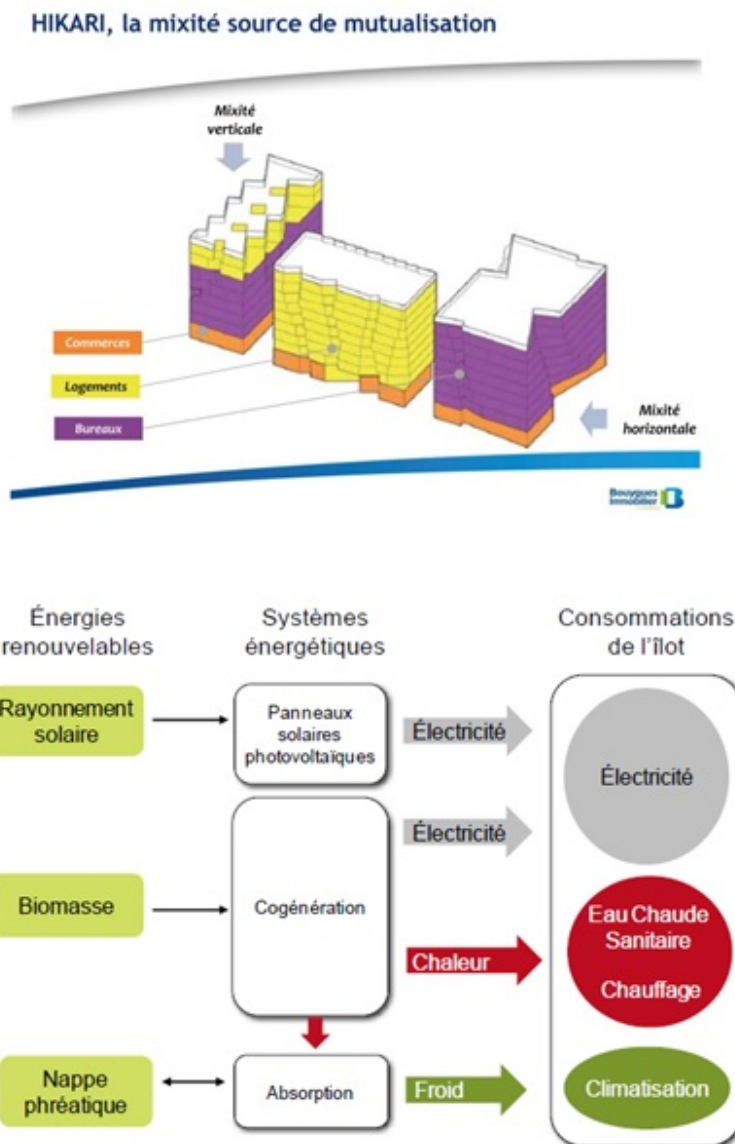 HIKARI, la mixité source de mutualisation
Mixité
verticale
Commerces
Logements
Bureaux
Mixité
horizontale
Bouygues
Immobilier
Énergies
renouvelables
Systèmes
énergétiques
Consommations
de l'îlot
Rayonnement
solaire
Panneaux
solaires
photovoltaïques
Électricité
Électricité
Électricité
Biomasse
Cogénération
Chaleur
Eau Chaude
Sanitaire
Chauffage
Nappe
phréatique
Absorption
Froid
Climatisation